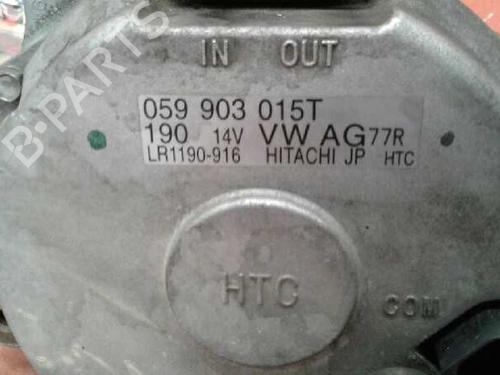 IN OUT
059 903 015T
190 14V VW AG 77R
LR1190-916 HITACHI JP HTC
HTC
COM
B-PARTS